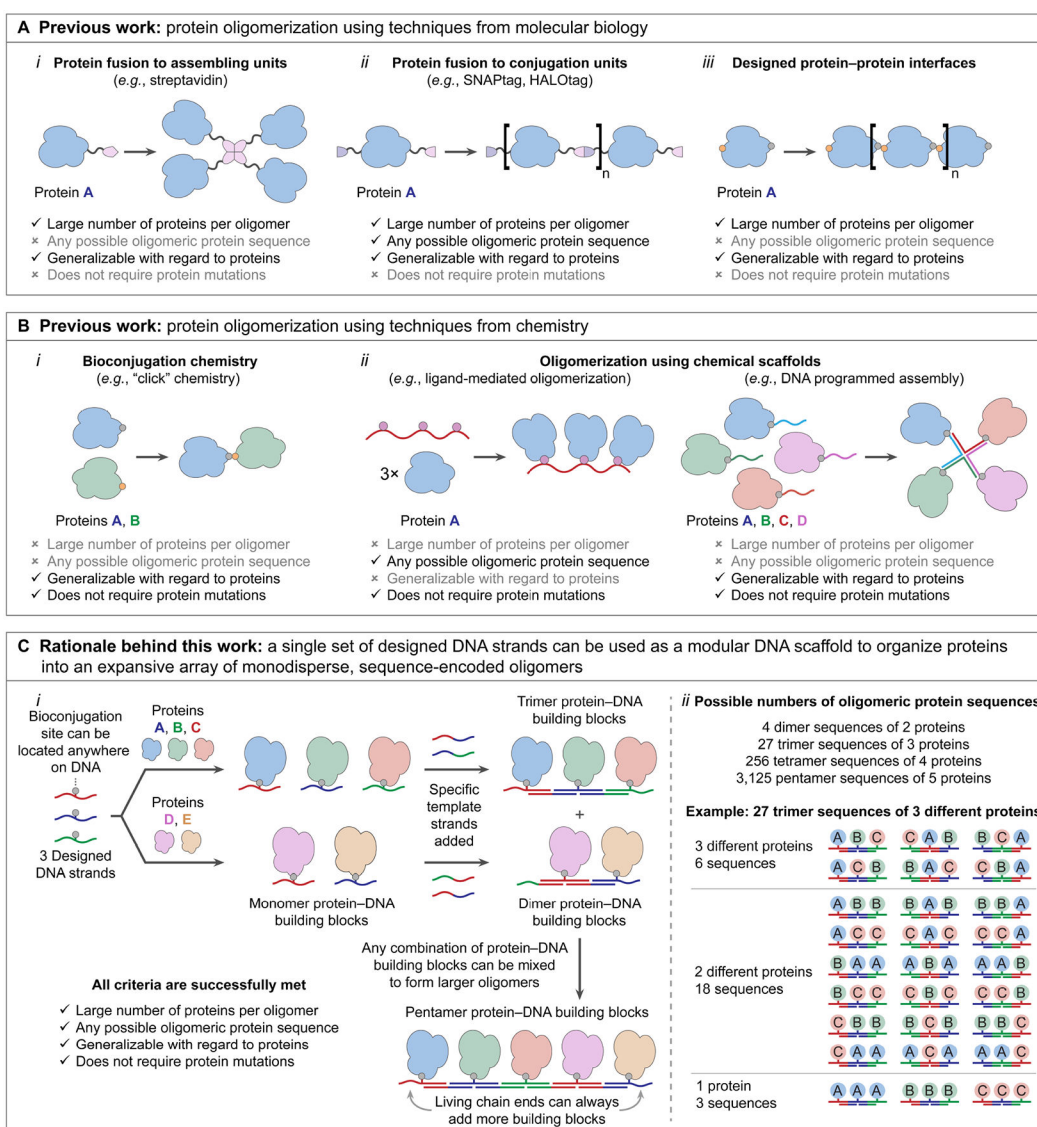 A Previous work: protein oligomerization using techniques from molecular biology
i Protein fusion to assembling units
(e.g., streptavidin)
Protein A
✓ Large number of proteins per oligomer
× Any possible oligomeric protein sequence
✓ Generalizable with regard to proteins
× Does not require protein mutations
ii Protein fusion to conjugation units
(e.g., SNAPtag, HALOtag)
n
Protein A
✓ Large number of proteins per oligomer
✓ Any possible oligomeric protein sequence
✓ Generalizable with regard to proteins
× Does not require protein mutations
iii Designed protein–protein interfaces
n
Protein A
✓ Large number of proteins per oligomer
× Any possible oligomeric protein sequence
✓ Generalizable with regard to proteins
× Does not require protein mutations
B Previous work: protein oligomerization using techniques from chemistry
i Bioconjugation chemistry
(e.g., “click” chemistry)
Proteins A, B
× Large number of proteins per oligomer
× Any possible oligomeric protein sequence
✓ Generalizable with regard to proteins
✓ Does not require protein mutations
ii Oligomerization using chemical scaffolds
(e.g., ligand-mediated oligomerization)
3×
Protein A
× Large number of proteins per oligomer
✓ Any possible oligomeric protein sequence
× Generalizable with regard to proteins
✓ Does not require protein mutations
(e.g., DNA programmed assembly)
Proteins A, B, C, D
× Large number of proteins per oligomer
× Any possible oligomeric protein sequence
✓ Generalizable with regard to proteins
✓ Does not require protein mutations
C Rationale behind this work: a single set of designed DNA strands can be used as a modular DNA scaffold to organize proteins
into an expansive array of monodisperse, sequence-encoded oligomers
i
Bioconjugation
site can be
located anywhere
on DNA
3 Designed
DNA strands
Proteins
A, B, C
Proteins
D, E
Monomer protein–DNA
building blocks
Specific
template
strands
added
Trimer protein–DNA
building blocks
+
Dimer protein–DNA
building blocks
Any combination of protein–DNA
building blocks can be mixed
to form larger oligomers
Pentamer protein–DNA building blocks
Living chain ends can always
add more building blocks
All criteria are successfully met
✓ Large number of proteins per oligomer
✓ Any possible oligomeric protein sequence
✓ Generalizable with regard to proteins
✓ Does not require protein mutations
ii Possible numbers of oligomeric protein sequences
4 dimer sequences of 2 proteins
27 trimer sequences of 3 proteins
256 tetramer sequences of 4 proteins
3,125 pentamer sequences of 5 proteins
Example: 27 trimer sequences of 3 different proteins
3 different proteins
6 sequences
A B C C A B B C A
A C B B A C C B A
2 different proteins
18 sequences
A B B B A B B B A
A C C C A C C C A
B A A A B A A A B
B C C C B C C C B
C B B B C B B B C
C A A A C A A A C
1 protein
3 sequences
A A A B B B C C C